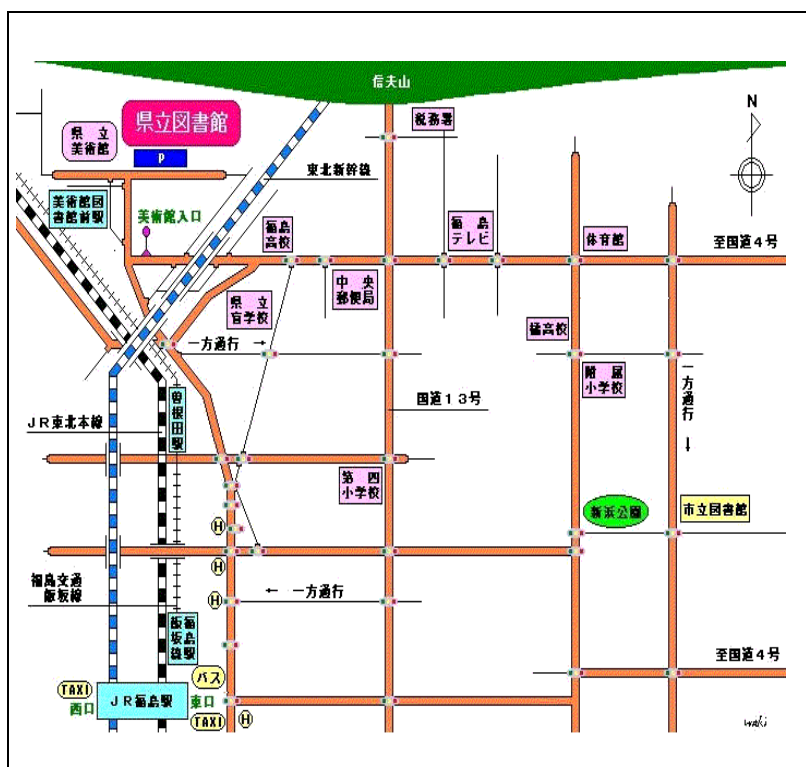 信夫山
県立図書館
県立
美術館
P
税務署
N
東北新幹線
美術館図
書館前駅
美術館入口
福島
高校
福島
テレビ
体育館
至国道4号
中央
郵便局
県立
盲学校
橘高校
一方通行 →
附属
小学校
一方通行
↓
国道13号
JR東北本線
曽根田駅
第四
小学校
新浜公園
市立図書館
H
H
福島交通
飯坂線
H
← 一方通行
福島駅
飯坂線
至国道4号
バス
TAXI
JR福島駅
西口
東口
TAXI
H
waki